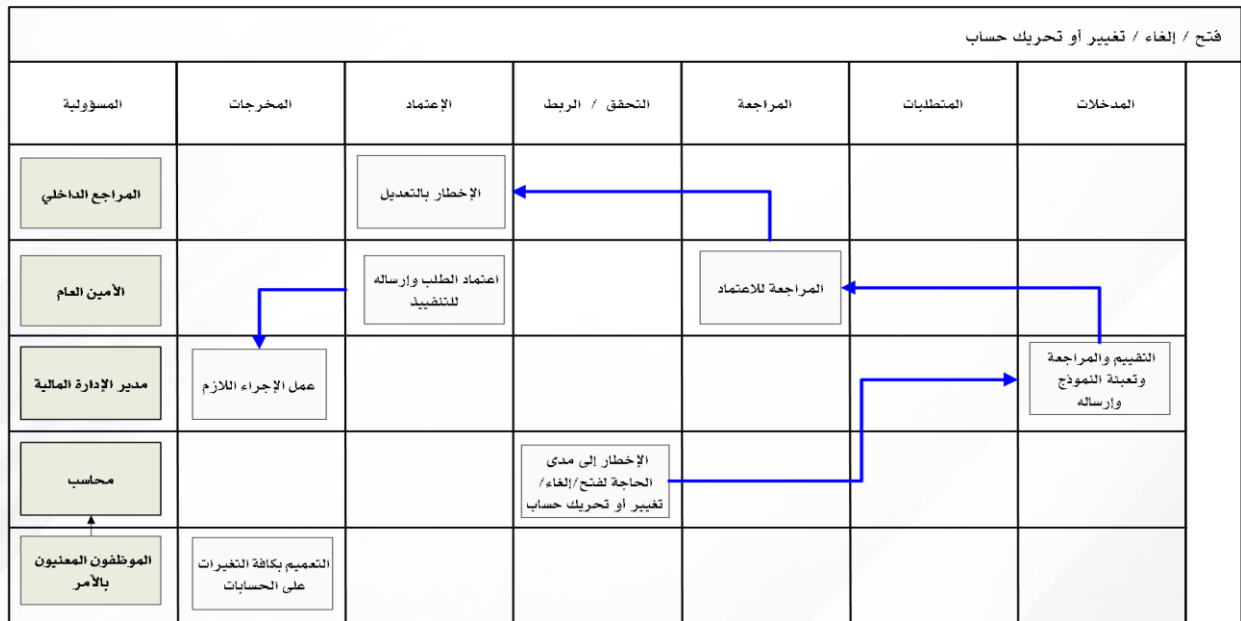 فتح / إلغاء / تغيير أو تحريك حساب
المدخلات
المتطلبات
المراجعة
التحقق / الربط
الإعتماد
المخرجات
المسؤولية
الإخطار بالتعديل
المراجع الداخلي
المراجعة للاعتماد
اعتماد الطلب وإرساله
للتنفييذ
الأمين العام
التقييم والمراجعة
وتعبئة النموذج
وإرساله
عمل الإجراء اللازم
مدير الإدارة المالية
الإخطار إلى مدى
الحاجة لفتح/إلغاء/
تغيير أو تحريك حساب
محاسب
التعميم بكافة التغيرات
على الحسابات
الموظفون المعنيون
بالأمر